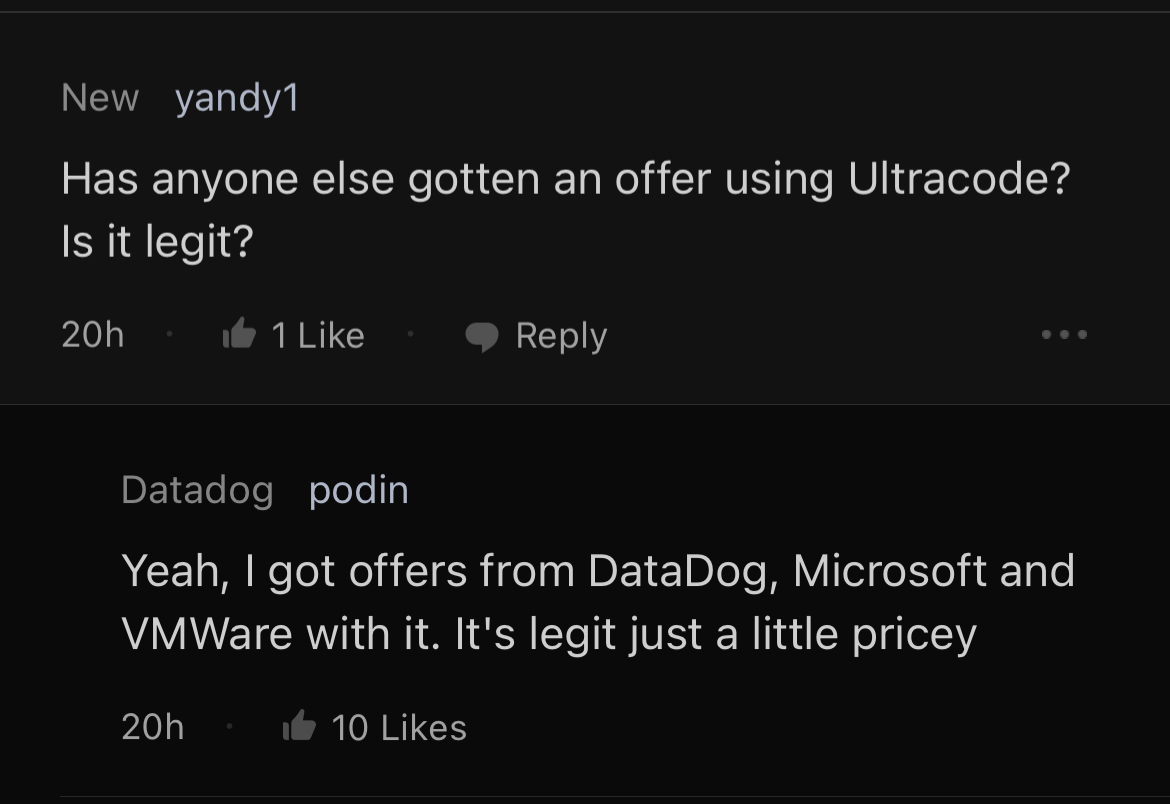 New yandy1
Has anyone else gotten an offer using Ultracode?
Is it legit?
20h · 1 Like · Reply
Datadog podin
Yeah, I got offers from DataDog, Microsoft and
VMWare with it. It's legit just a little pricey
20h · 10 Likes